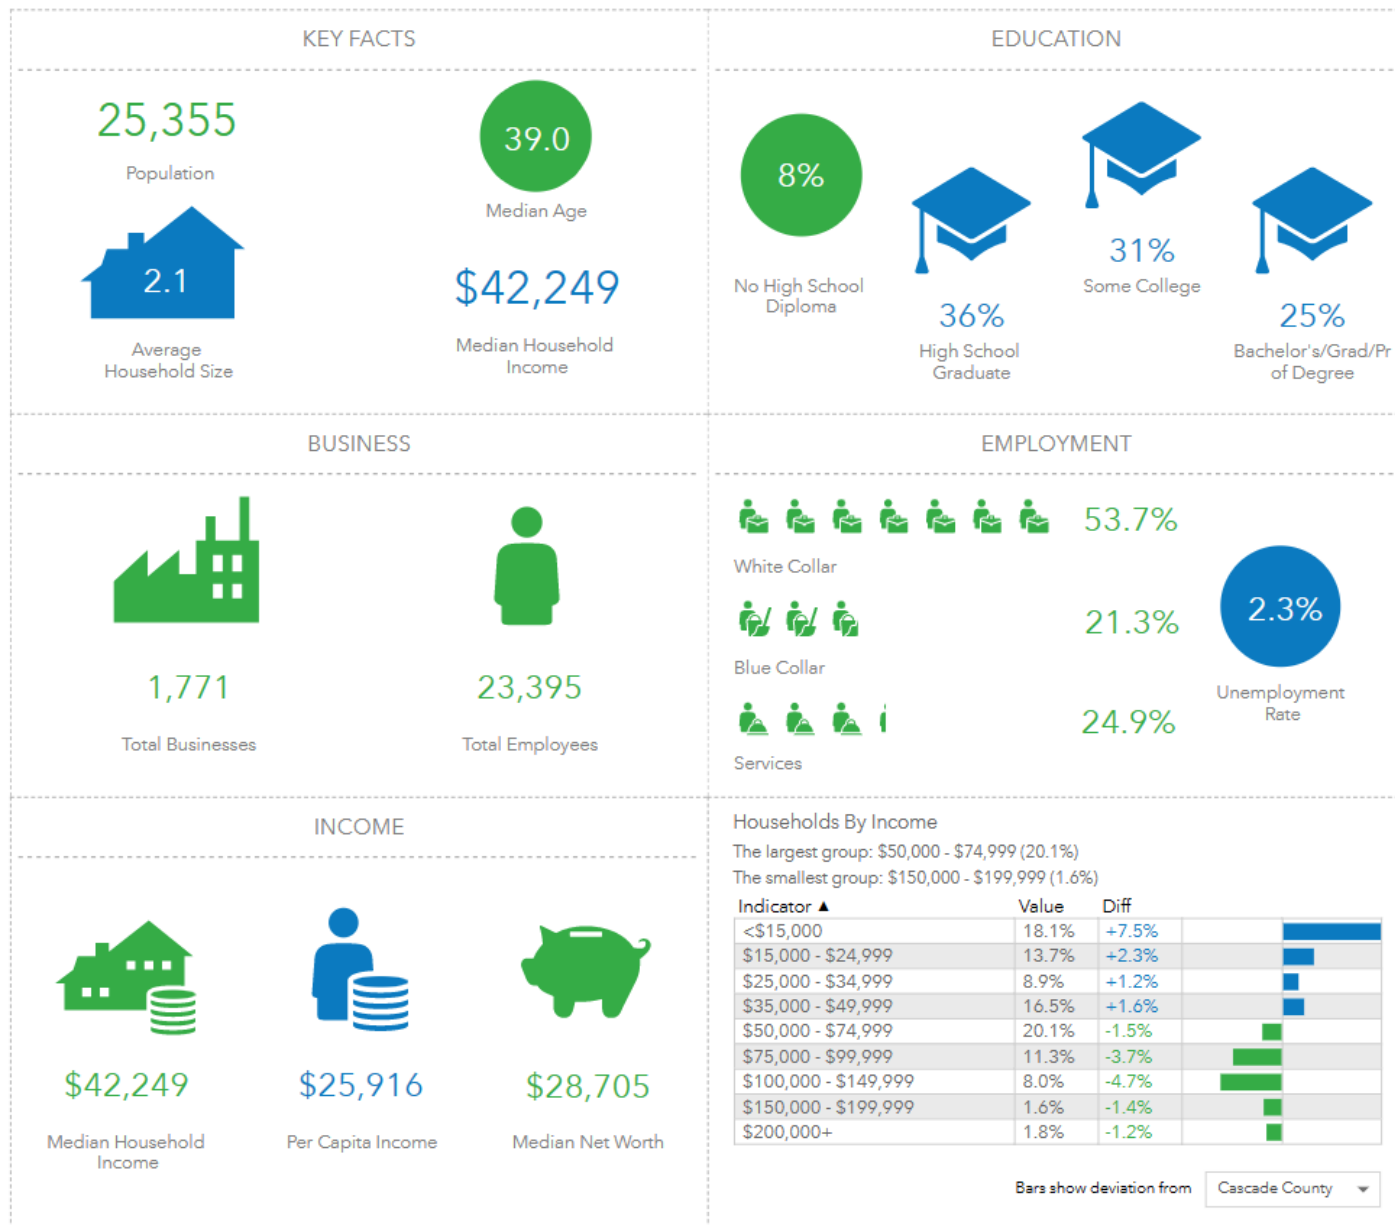 KEY FACTS
25,355
Population
39.0
Median Age
2.1
Average
Household Size
$42,249
Median Household
Income
EDUCATION
8%
No High School
Diploma
36%
High School
Graduate
31%
Some College
25%
Bachelor's/Grad/Pr
of Degree
BUSINESS
1,771
Total Businesses
23,395
Total Employees
EMPLOYMENT
53.7%
White Collar
21.3%
Blue Collar
24.9%
Services
2.3%
Unemployment
Rate
INCOME
$42,249
Median Household
Income
$25,916
Per Capita Income
$28,705
Median Net Worth
Households By Income
The largest group: $50,000 - $74,999 (20.1%)
The smallest group: $150,000 - $199,999 (1.6%)
Indicator ▲ Value Diff
<$15,000 18.1% +7.5%
$15,000 - $24,999 13.7% +2.3%
$25,000 - $34,999 8.9% +1.2%
$35,000 - $49,999 16.5% +1.6%
$50,000 - $74,999 20.1% -1.5%
$75,000 - $99,999 11.3% -3.7%
$100,000 - $149,999 8.0% -4.7%
$150,000 - $199,999 1.6% -1.4%
$200,000+ 1.8% -1.2%
Bars show deviation from Cascade County